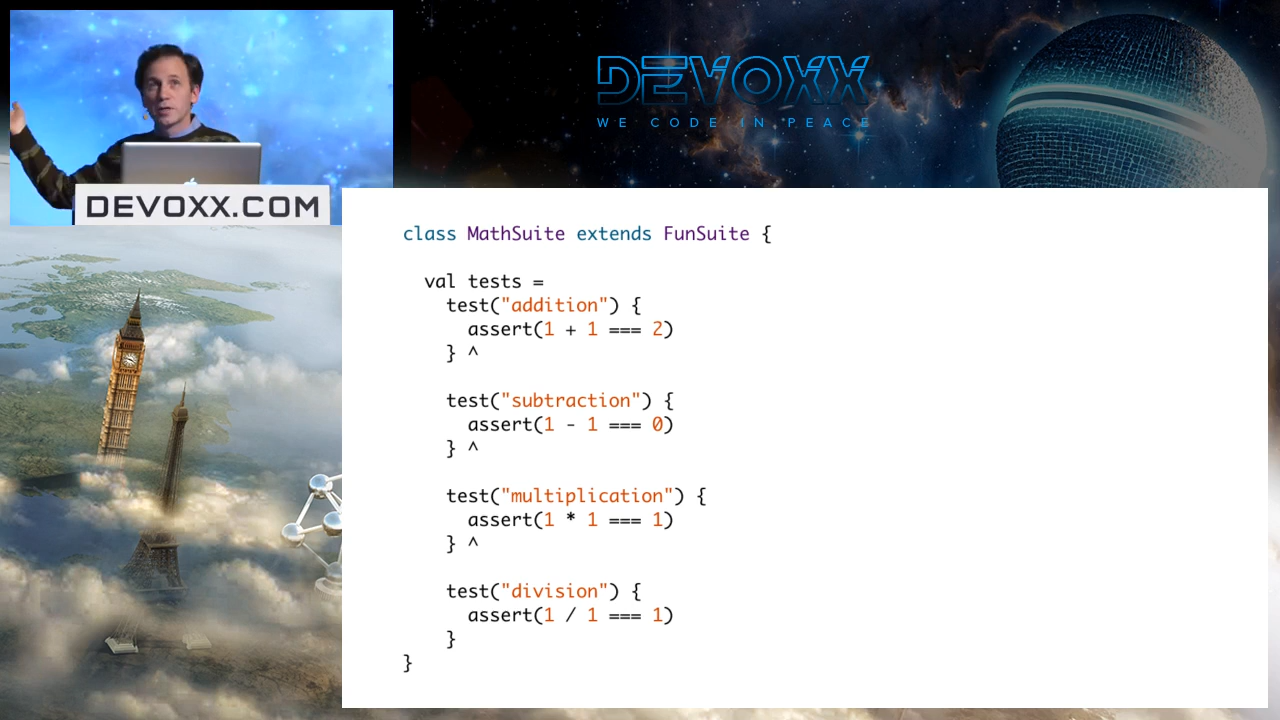 DEVOXX
WE CODE IN PEACE
DEVOXX.COM
class MathSuite extends FunSuite {
val tests =
test("addition") {
assert(1 + 1 === 2)
} ^
test("subtraction") {
assert(1 - 1 === 0)
} ^
test("multiplication") {
assert(1 * 1 === 1)
} ^
test("division") {
assert(1 / 1 === 1)
}
}